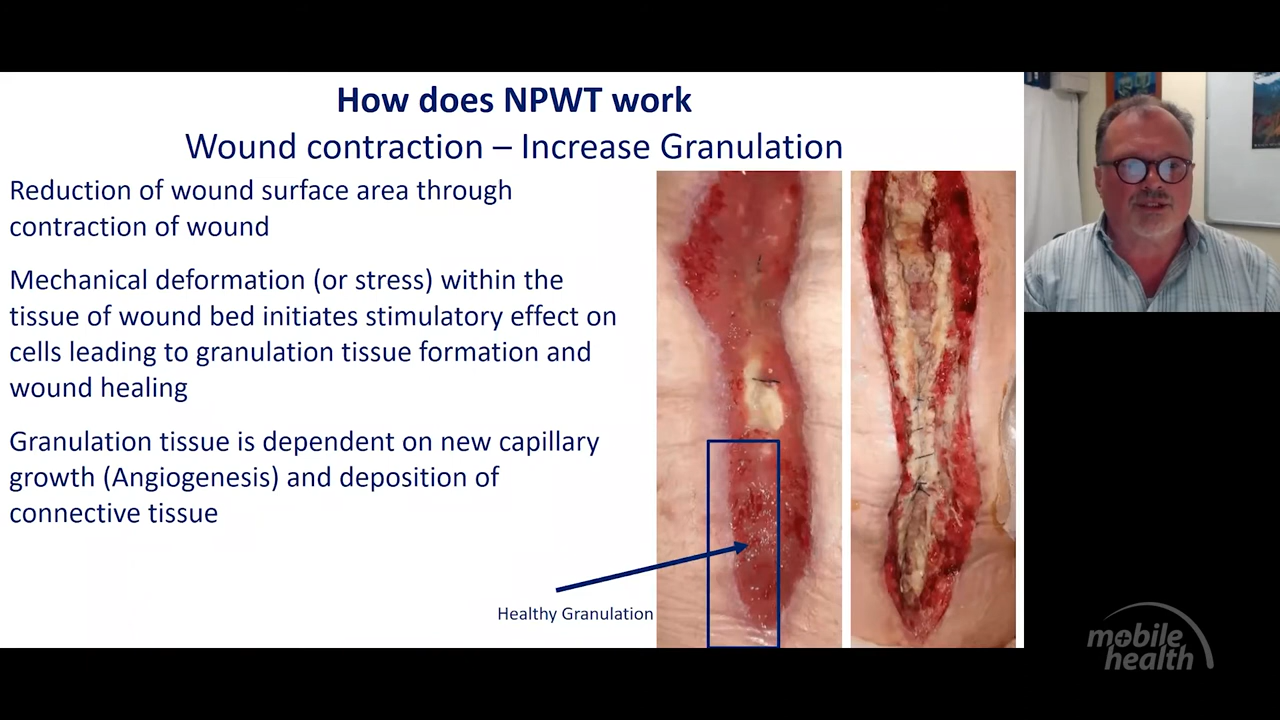 How does NPWT work
Wound contraction – Increase Granulation
Reduction of wound surface area through
contraction of wound
Mechanical deformation (or stress) within the
tissue of wound bed initiates stimulatory effect on
cells leading to granulation tissue formation and
wound healing
Granulation tissue is dependent on new capillary
growth (Angiogenesis) and deposition of
connective tissue
Healthy Granulation
mobile
health